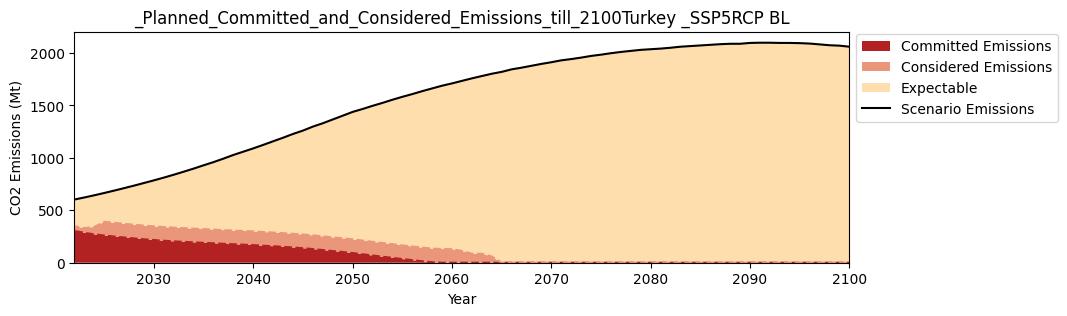 _Planned_Committed_and_Considered_Emissions_till_2100Turkey _SSP5RCP BL
CO2 Emissions (Mt)
2000
1500
1000
500
0
2030 2040 2050 2060 2070 2080 2090 2100
Year
Committed Emissions
Considered Emissions
Expectable
Scenario Emissions